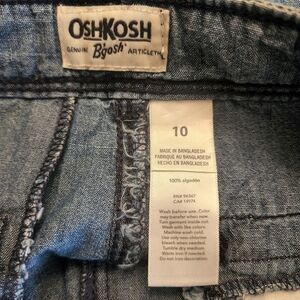 OSHKOSH
GENUINE B'gosh ARTICLE
10
MADE IN BANGLADESH
FABRIQUÉ AU BANGLADESH
HECHO EN BANGLADESH
100% algodón
Wash before use. Color
may transfer when new.
Turn garment inside out.
Wash with like colors.
Machine wash cold.
Use only non-chlorine
bleach when needed.
Tumble dry medium.
Warm iron if needed.
Do not iron decoration.